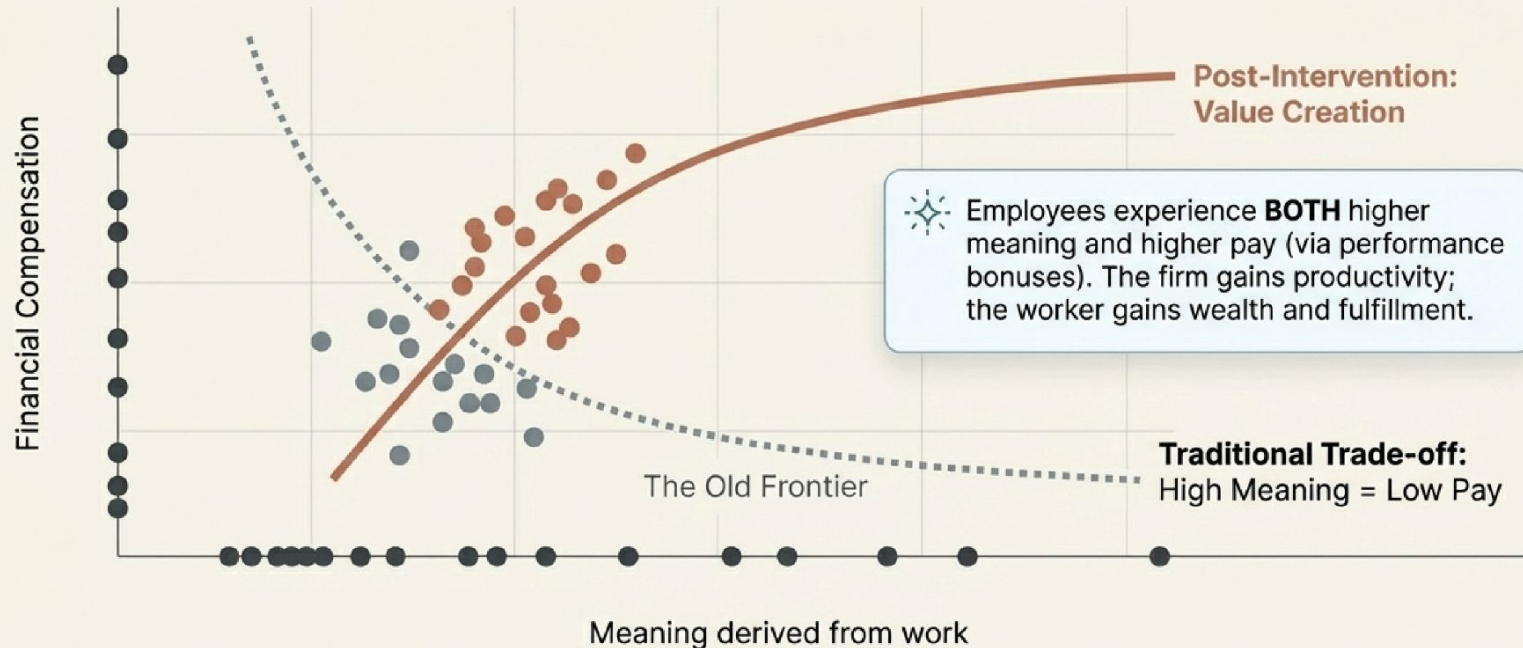 Financial Compensation
Post-Intervention:
Value Creation
Employees experience BOTH higher
meaning and higher pay (via performance
bonuses). The firm gains productivity;
the worker gains wealth and fulfillment.
The Old Frontier
Traditional Trade-off:
High Meaning = Low Pay
Meaning derived from work